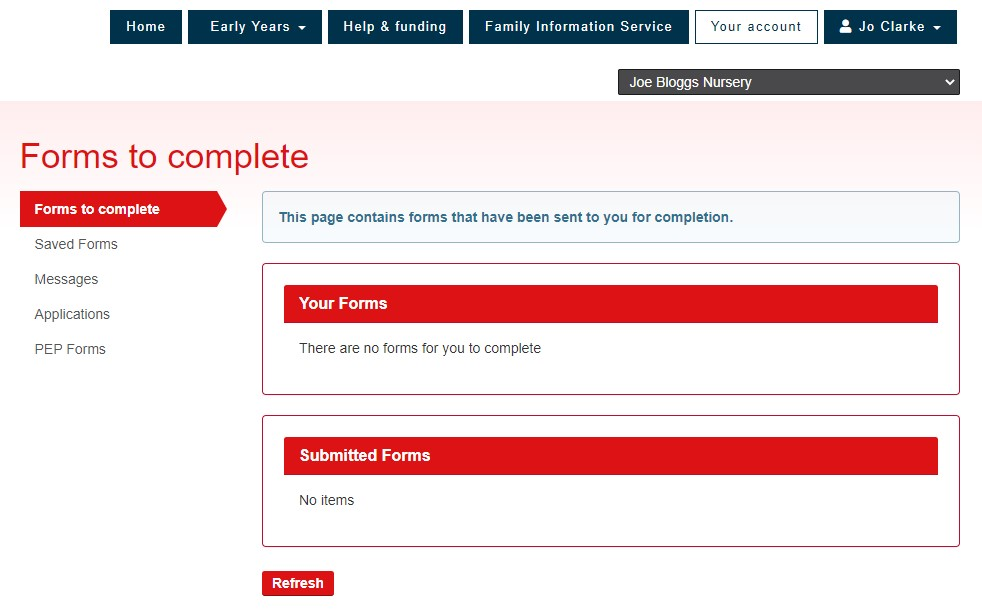 Home Early Years Help & funding Family Information Service Your account Jo Clarke
Joe Bloggs Nursery
Forms to complete
Forms to complete
This page contains forms that have been sent to you for completion.
Saved Forms
Messages
Applications
PEP Forms
Your Forms
There are no forms for you to complete
Submitted Forms
No items
Refresh